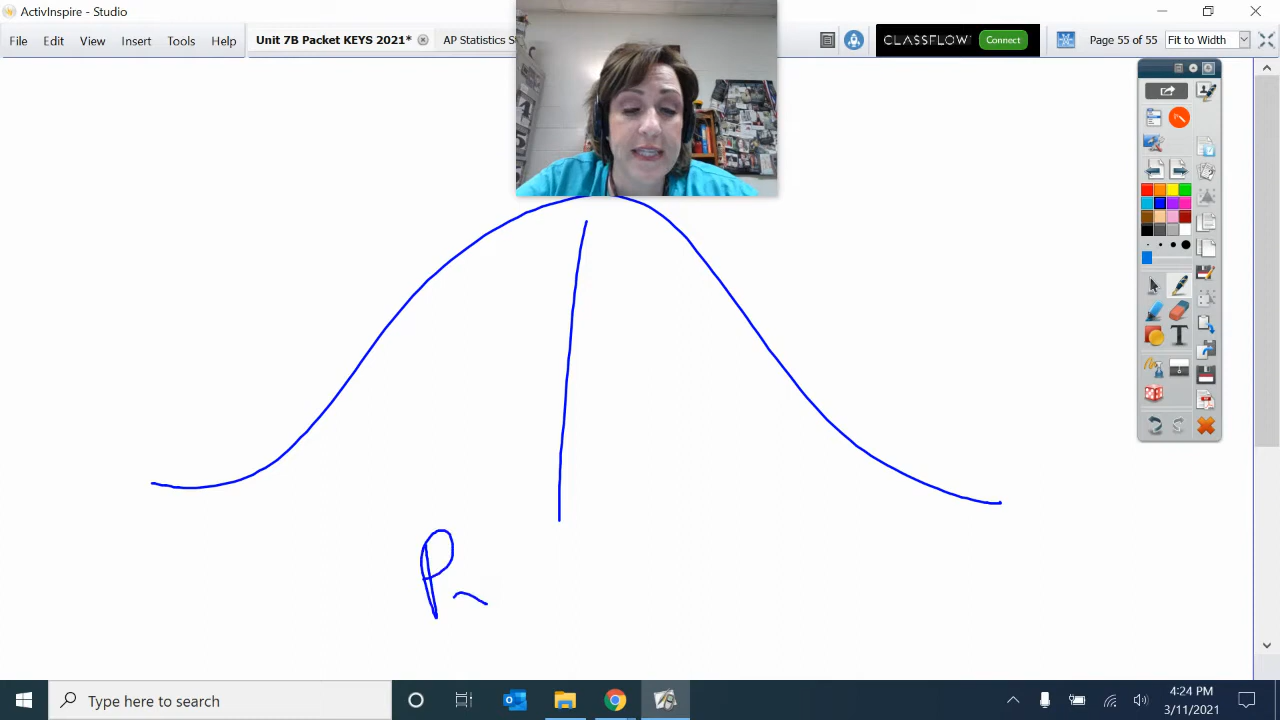 ActivInspire - Studio
File Edit View Insert Tools Help
Unit 7B Packet KEYS 2021*
AP Statistics S
CLASSFLOW Connect
Page 55 of 55
Fit to Width
P
Type here to search
4:24 PM
3/11/2021